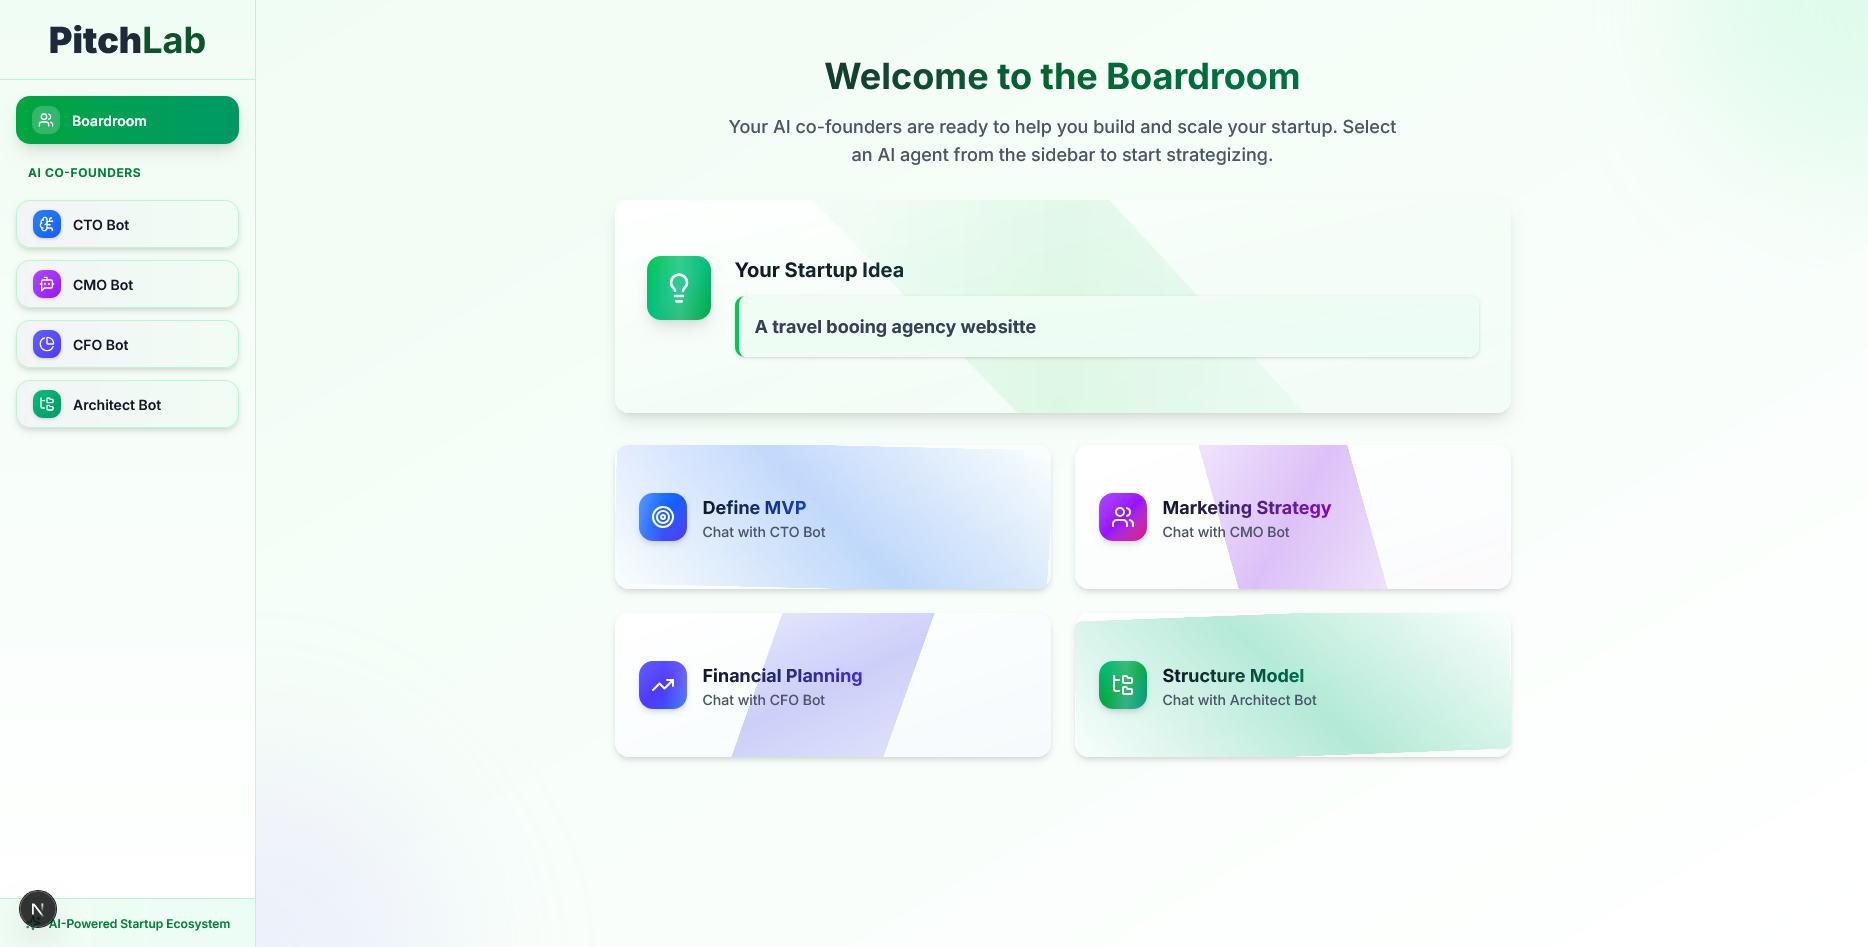 PitchLab
Boardroom
AI CO-FOUNDERS
CTO Bot
CMO Bot
CFO Bot
Architect Bot
AI-Powered Startup Ecosystem
Welcome to the Boardroom
Your AI co-founders are ready to help you build and scale your startup. Select
an AI agent from the sidebar to start strategizing.
Your Startup Idea
A travel booing agency websitte
Define MVP
Chat with CTO Bot
Marketing Strategy
Chat with CMO Bot
Financial Planning
Chat with CFO Bot
Structure Model
Chat with Architect Bot
N